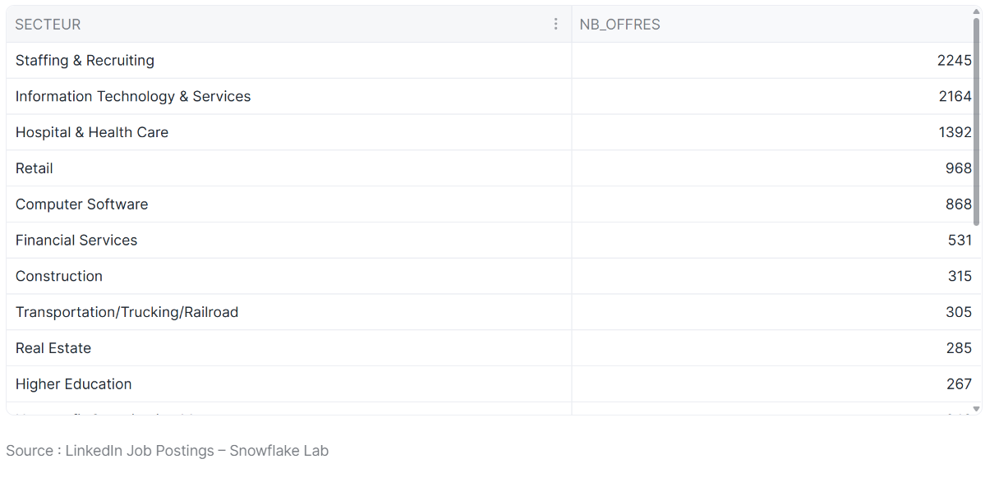 SECTEUR NB_OFFRES
Staffing & Recruiting 2245
Information Technology & Services 2164
Hospital & Health Care 1392
Retail 968
Computer Software 868
Financial Services 531
Construction 315
Transportation/Trucking/Railroad 305
Real Estate 285
Higher Education 267
Source : LinkedIn Job Postings – Snowflake Lab